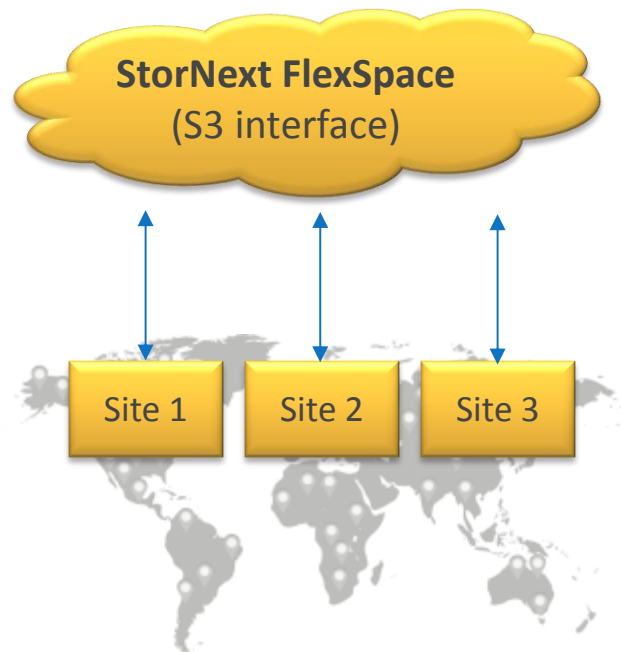 StorNext FlexSpace
(S3 interface)
Site 1
Site 2
Site 3